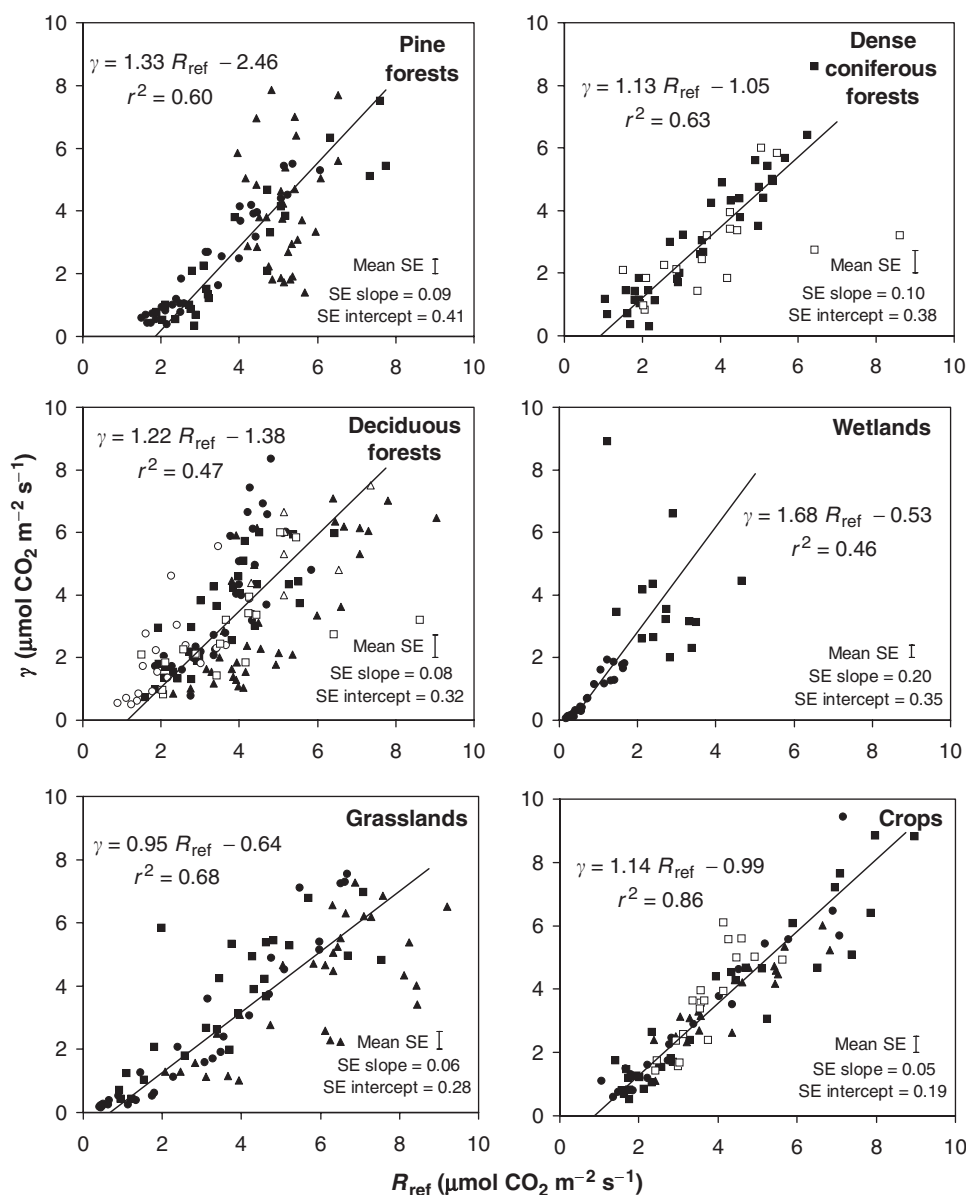 10
8
6
4
2
0
0 2 4 6 8 10
Pine
forests
γ = 1.33 Rref − 2.46
r² = 0.60
Mean SE
SE slope = 0.09
SE intercept = 0.41
10
8
6
4
2
0
0 2 4 6 8 10
Dense
coniferous
forests
γ = 1.13 Rref − 1.05
r² = 0.63
Mean SE
SE slope = 0.10
SE intercept = 0.38
γ (μmol CO₂ m⁻² s⁻¹)
10
8
6
4
2
0
0 2 4 6 8 10
Deciduous
forests
γ = 1.22 Rref − 1.38
r² = 0.47
Mean SE
SE slope = 0.08
SE intercept = 0.32
10
8
6
4
2
0
0 2 4 6 8 10
Wetlands
γ = 1.68 Rref − 0.53
r² = 0.46
Mean SE
SE slope = 0.20
SE intercept = 0.35
10
8
6
4
2
0
0 2 4 6 8 10
Grasslands
γ = 0.95 Rref − 0.64
r² = 0.68
Mean SE
SE slope = 0.06
SE intercept = 0.28
10
8
6
4
2
0
0 2 4 6 8 10
Crops
γ = 1.14 Rref − 0.99
r² = 0.86
Mean SE
SE slope = 0.05
SE intercept = 0.19
Rref (μmol CO₂ m⁻² s⁻¹)